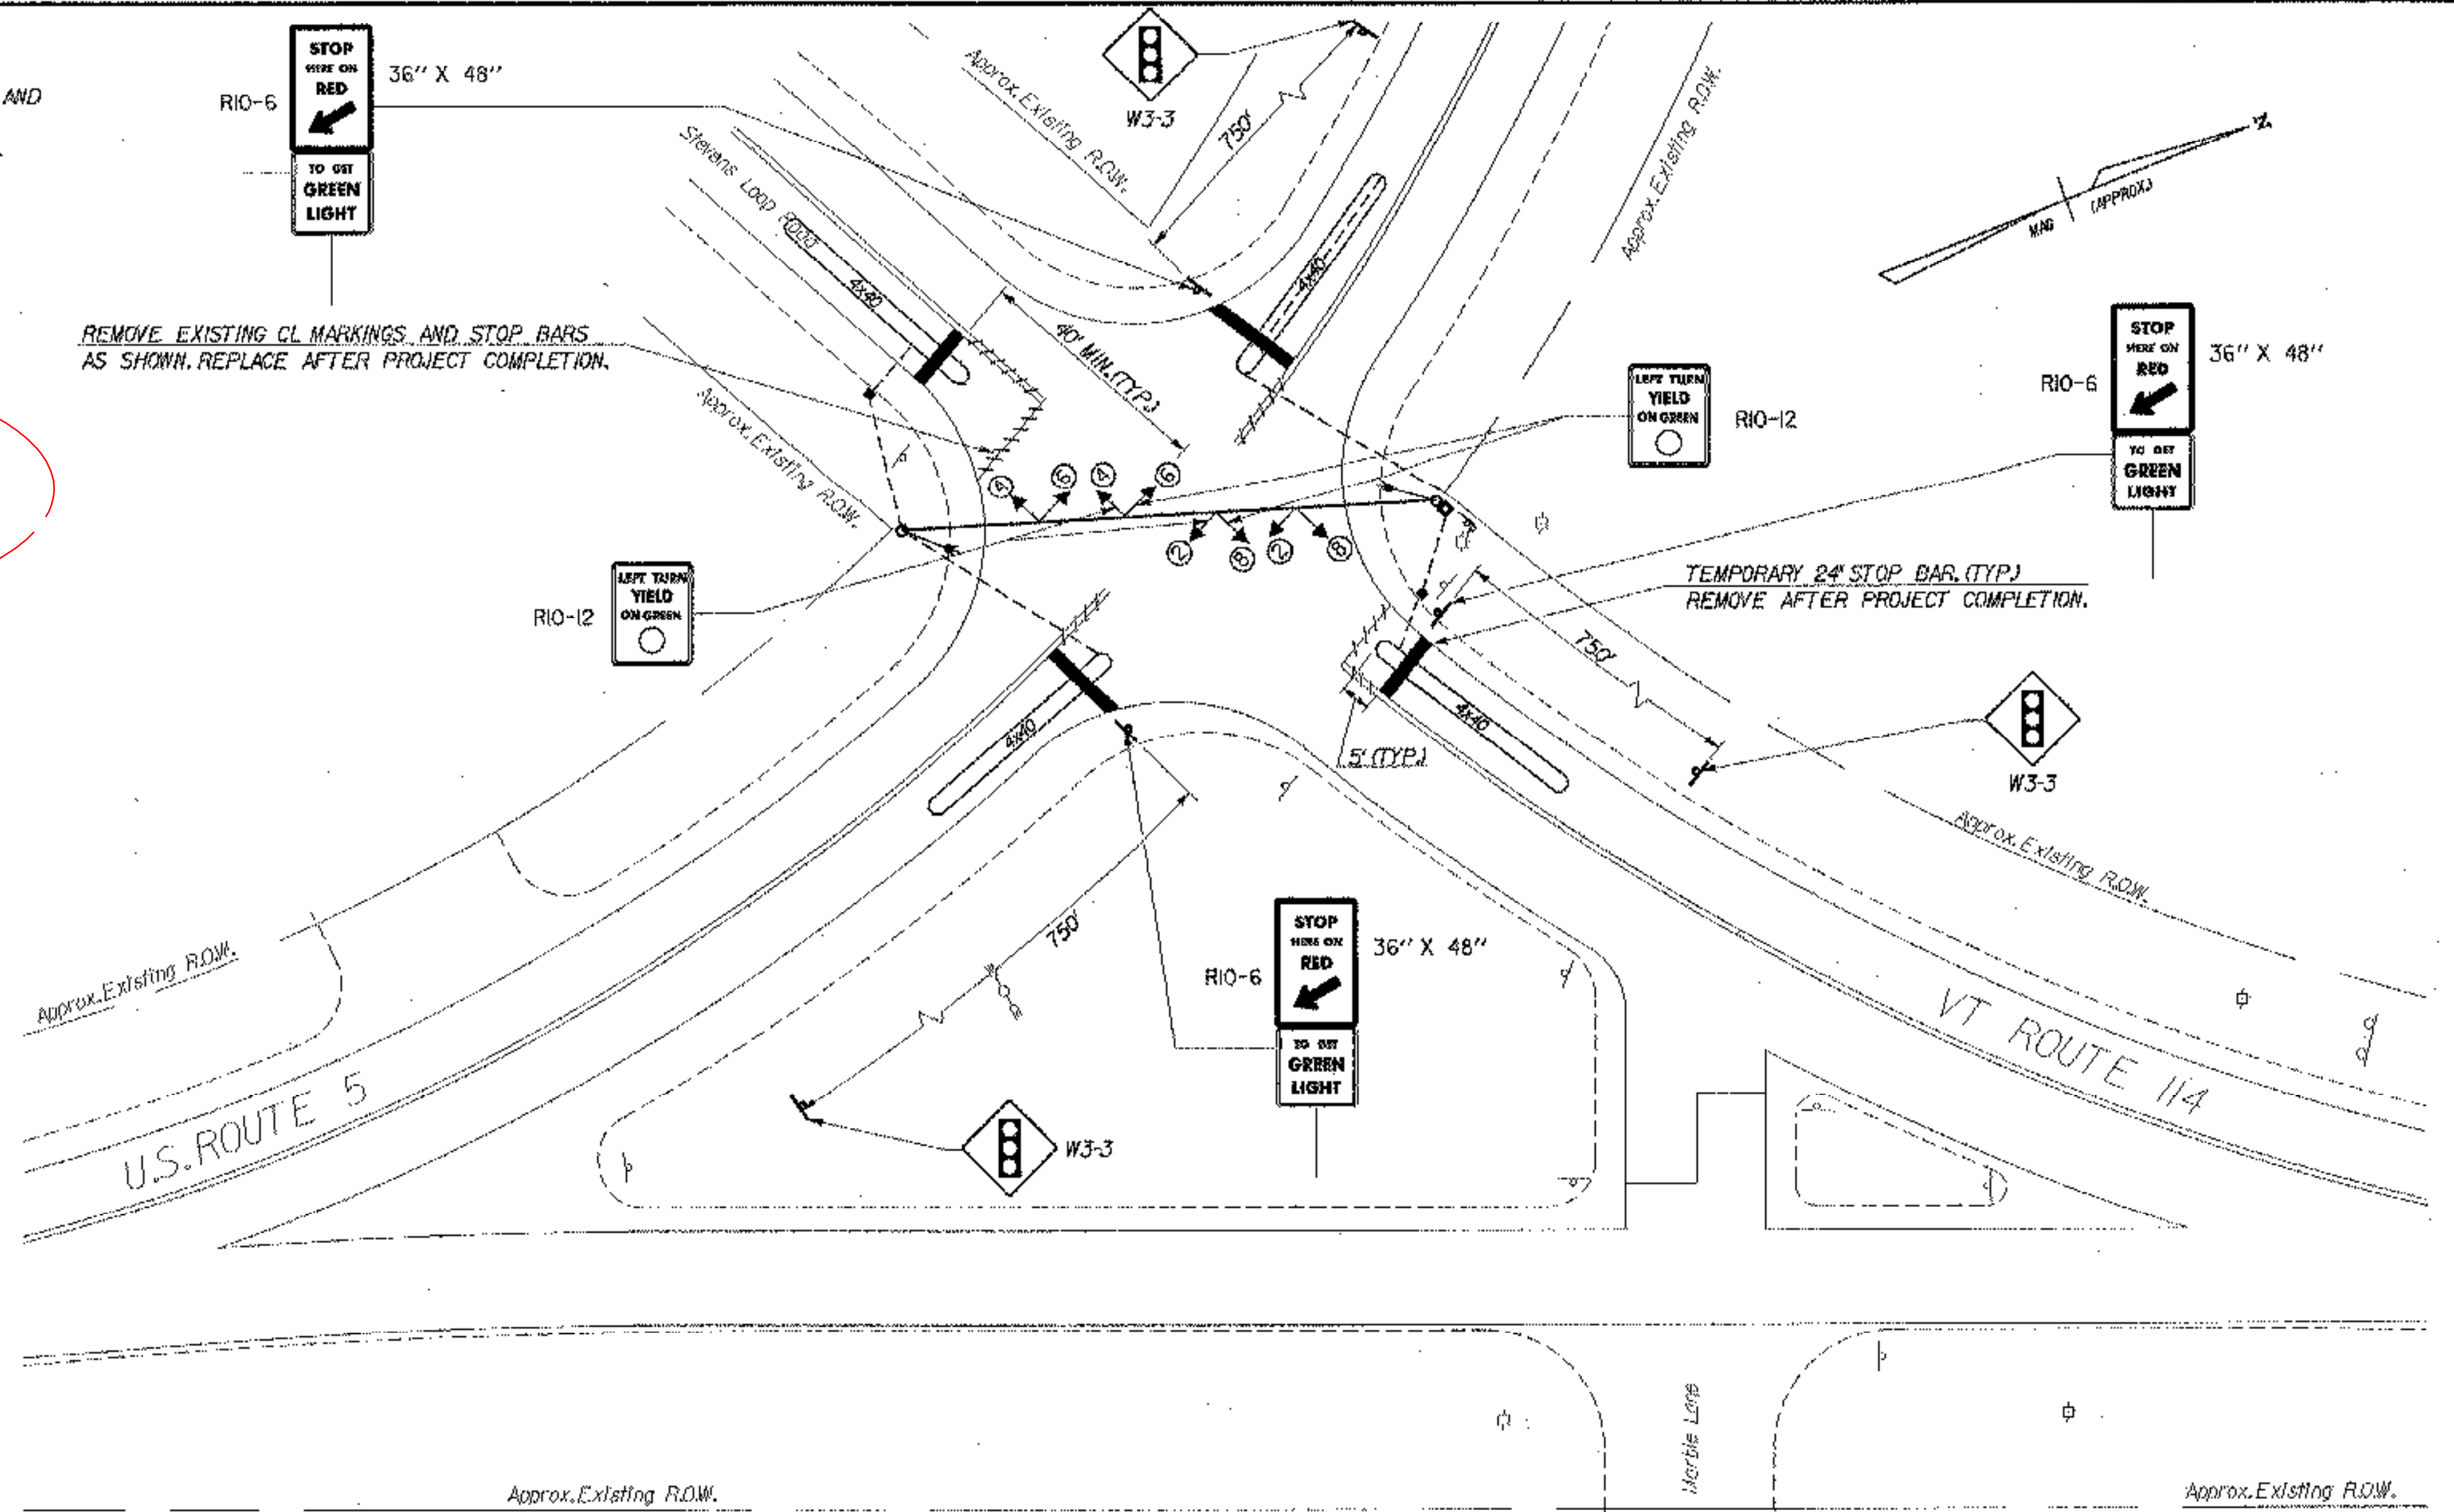 AND
R10-6
STOP
HERE ON
RED
36" X 48"
TO GET
GREEN
LIGHT
W3-3
750'
Approx. Existing R.O.W.
Approx. Existing R.O.W.
MAG
(APPROX.)
N
Stevens Loop Road
4x40
4x40
REMOVE EXISTING CL MARKINGS AND STOP BARS
AS SHOWN. REPLACE AFTER PROJECT COMPLETION.
40' MIN. (TYP.)
Approx. Existing R.O.W.
LEFT TURN
YIELD
ON GREEN
R10-12
R10-6
STOP
HERE ON
RED
36" X 48"
TO GET
GREEN
LIGHT
4
6
4
6
2
8
2
8
R10-12
LEFT TURN
YIELD
ON GREEN
TEMPORARY 24" STOP BAR. (TYP.)
REMOVE AFTER PROJECT COMPLETION.
750'
4x40
4x40
5' (TYP.)
W3-3
Approx. Existing R.O.W.
Approx. Existing R.O.W.
750'
R10-6
STOP
HERE ON
RED
36" X 48"
TO GET
GREEN
LIGHT
VT ROUTE 114
U.S. ROUTE 5
W3-3
Lane
Approx. Existing R.O.W.
Approx. Existing R.O.W.